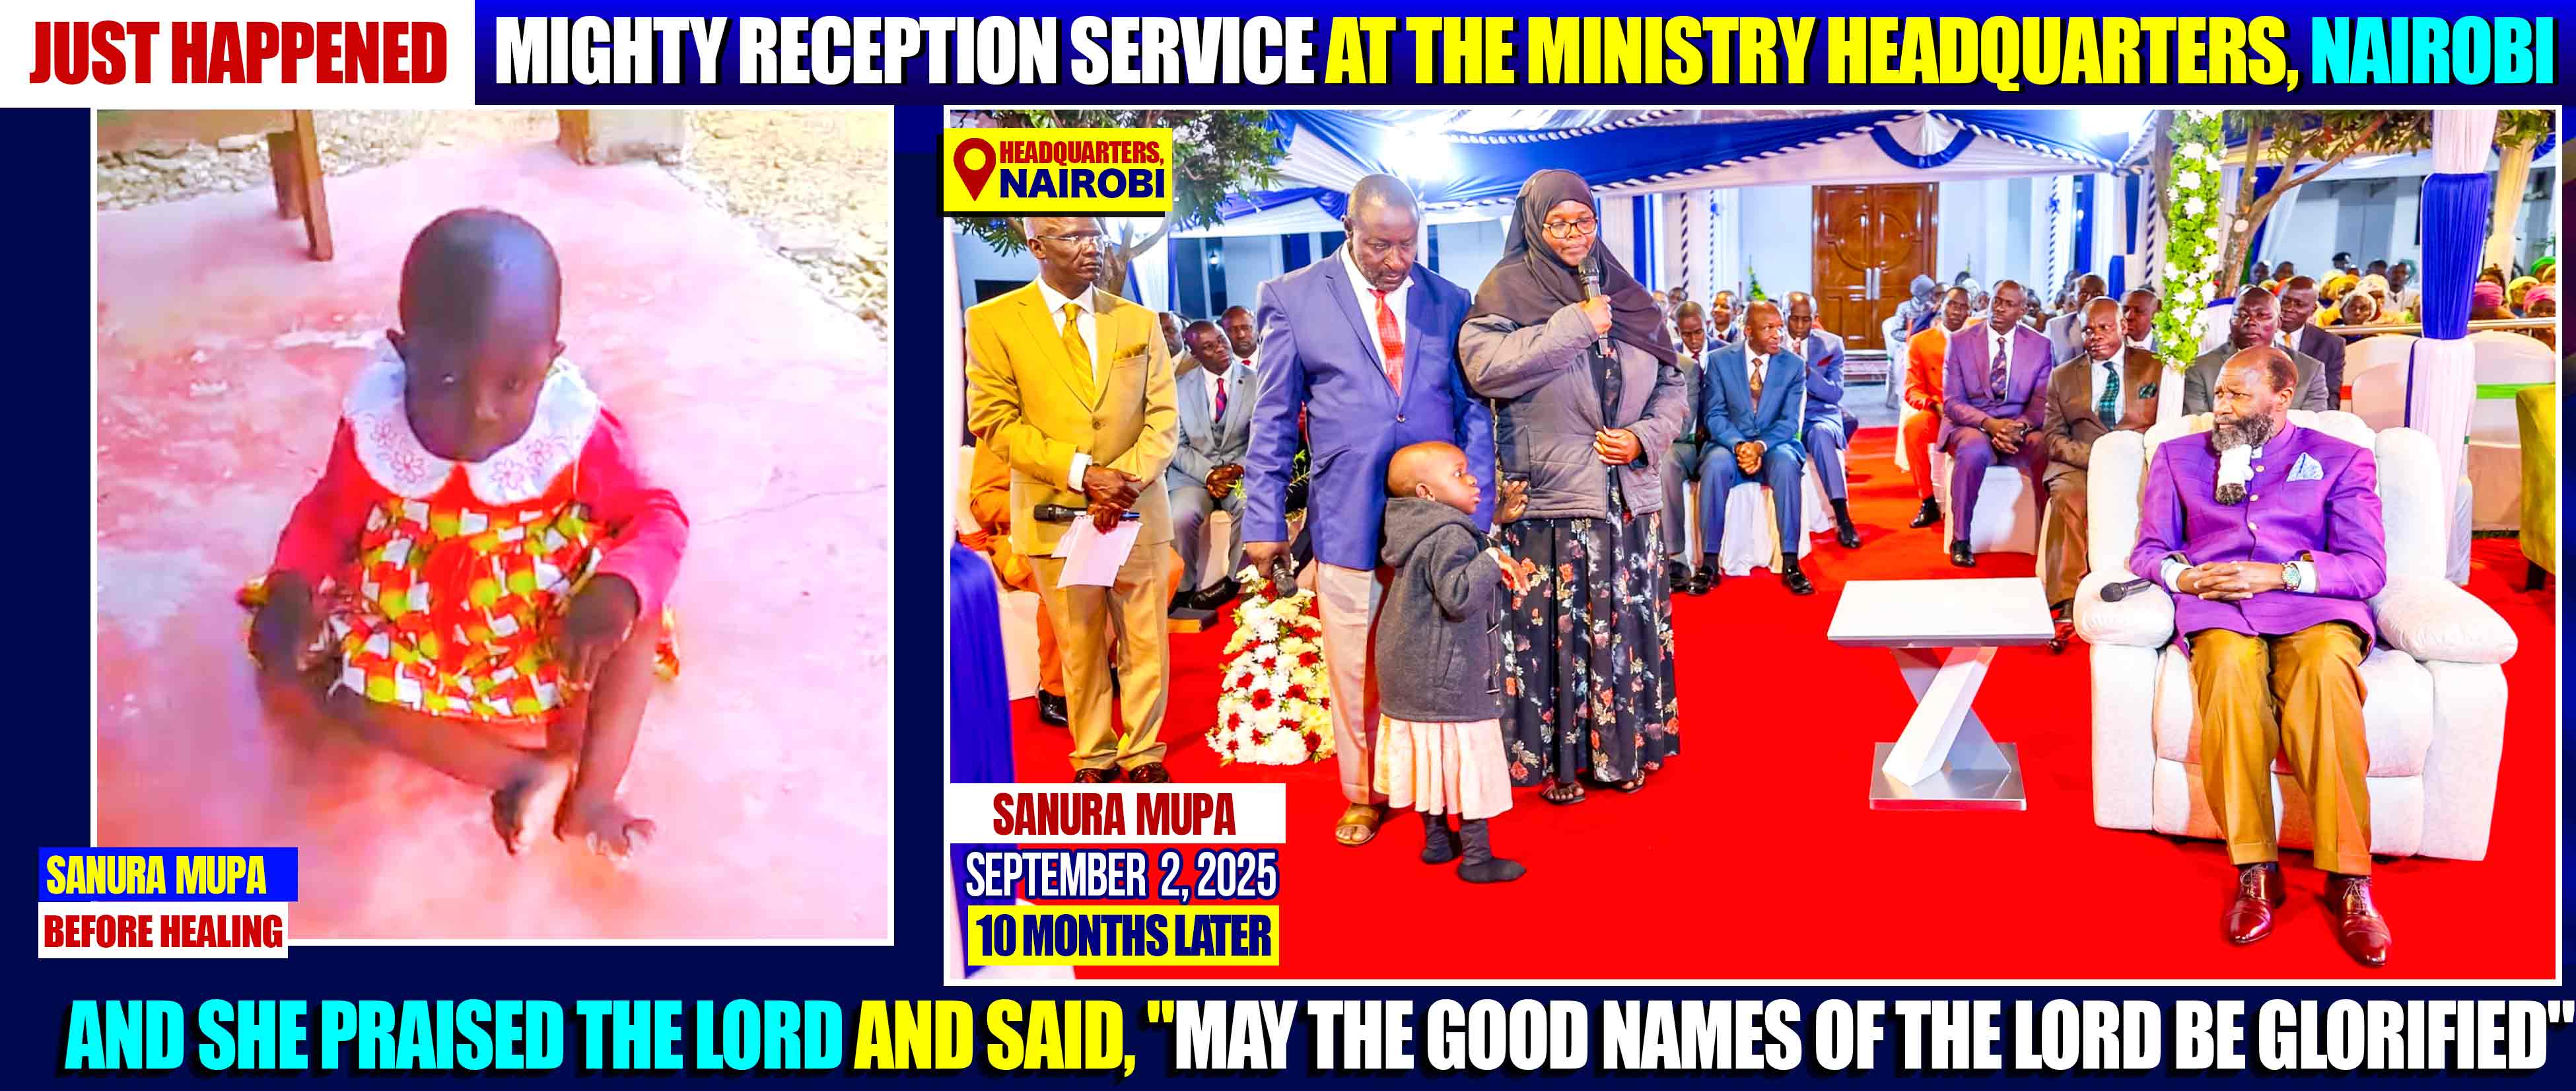 JUST HAPPENED
MIGHTY RECEPTION SERVICE AT THE MINISTRY HEADQUARTERS, NAIROBI
HEADQUARTERS,
NAIROBI
SANURA MUPA
BEFORE HEALING
SANURA MUPA
SEPTEMBER 2, 2025
10 MONTHS LATER
AND SHE PRAISED THE LORD AND SAID, "MAY THE GOOD NAMES OF THE LORD BE GLORIFIED"